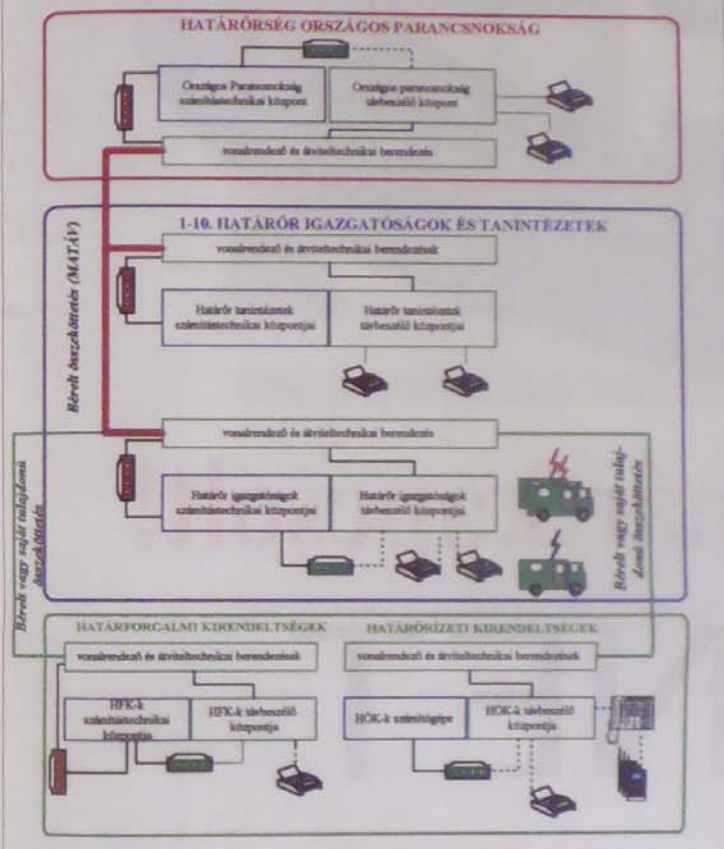 HATÁRŐRSÉG ORSZÁGOS PARANCSNOKSÁG
Országos Parancsnokság
számítástechnikai központ
Országos parancsnokság
távbeszélő központ
vonalrendező és átviteltechnikai berendezés
Bérelt összeköttetés (MATÁV)
1-10. HATÁRŐR IGAZGATÓSÁGOK ÉS TANINTÉZETEK
vonalrendező és átviteltechnikai berendezések
Határőr tanintézetek
számítástechnikai központjai
Határőr tanintézetek
távbeszélő központjai
vonalrendező és átviteltechnikai berendezés
Határőr igazgatóságok
számítástechnikai központjai
Határőr igazgatóságok
távbeszélő központjai
Bérelt vagy saját tulajdonú
összeköttetés
Bérelt vagy saját tulaj-
donú összeköttetés
HATÁRFORGALMI KIRENDELTSÉGEK
vonalrendező és átviteltechnikai berendezések
HFK-k
számítástechnikai
központja
HFK-k távbeszélő
központja
HATÁRŐRIZETI KIRENDELTSÉGEK
vonalrendező és átviteltechnikai berendezések
HŐK-k számítógépe
HŐK-k távbeszélő
központja